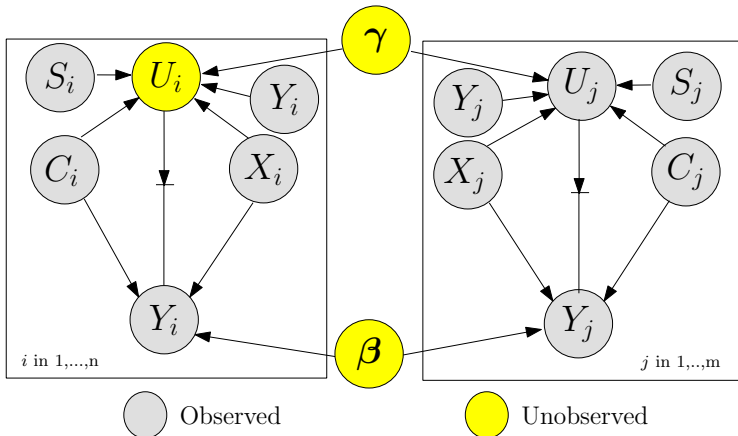 γ
S_i U_i Y_i
C_i X_i
Y_i
i in 1,...,n
Y_j U_j S_j
X_j C_j
Y_j
j in 1,..,m
β
Observed
Unobserved